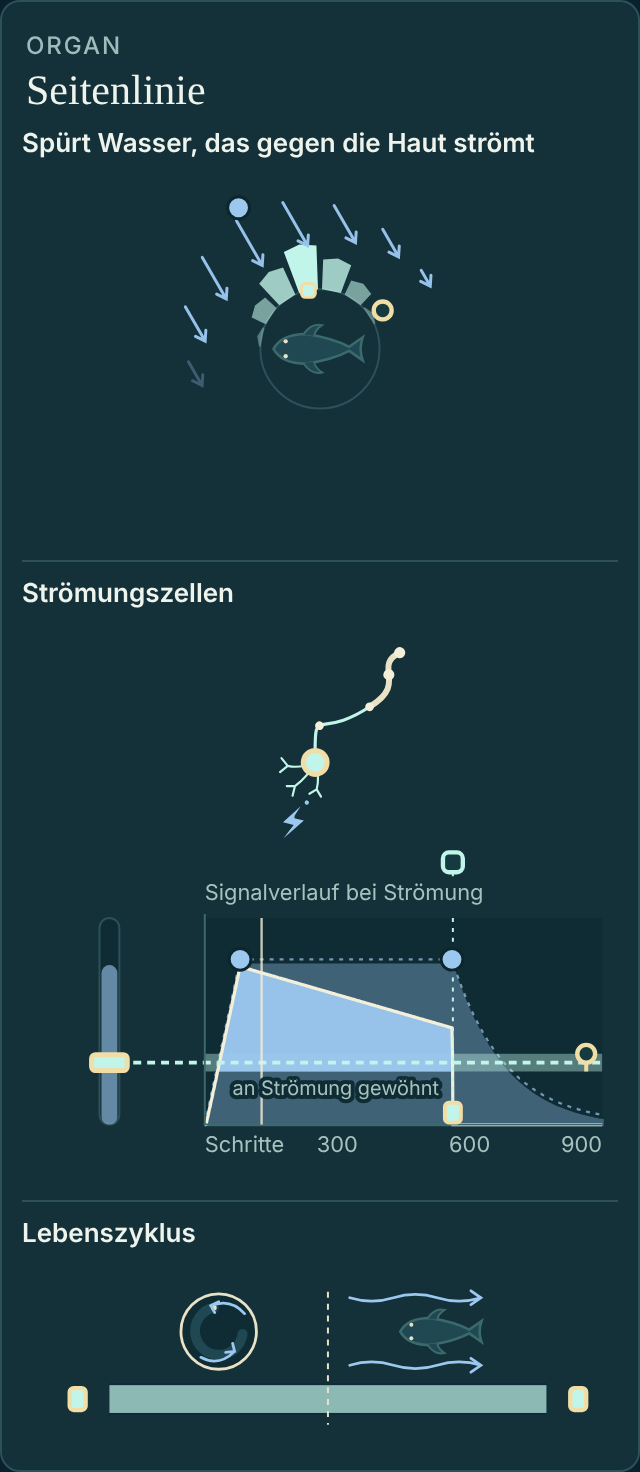 ORGAN
Seitenlinie
Spürt Wasser, das gegen die Haut strömt
Strömungszellen
Signalverlauf bei Strömung
an Strömung gewöhnt
Schritte 300 600 900
Lebenszyklus